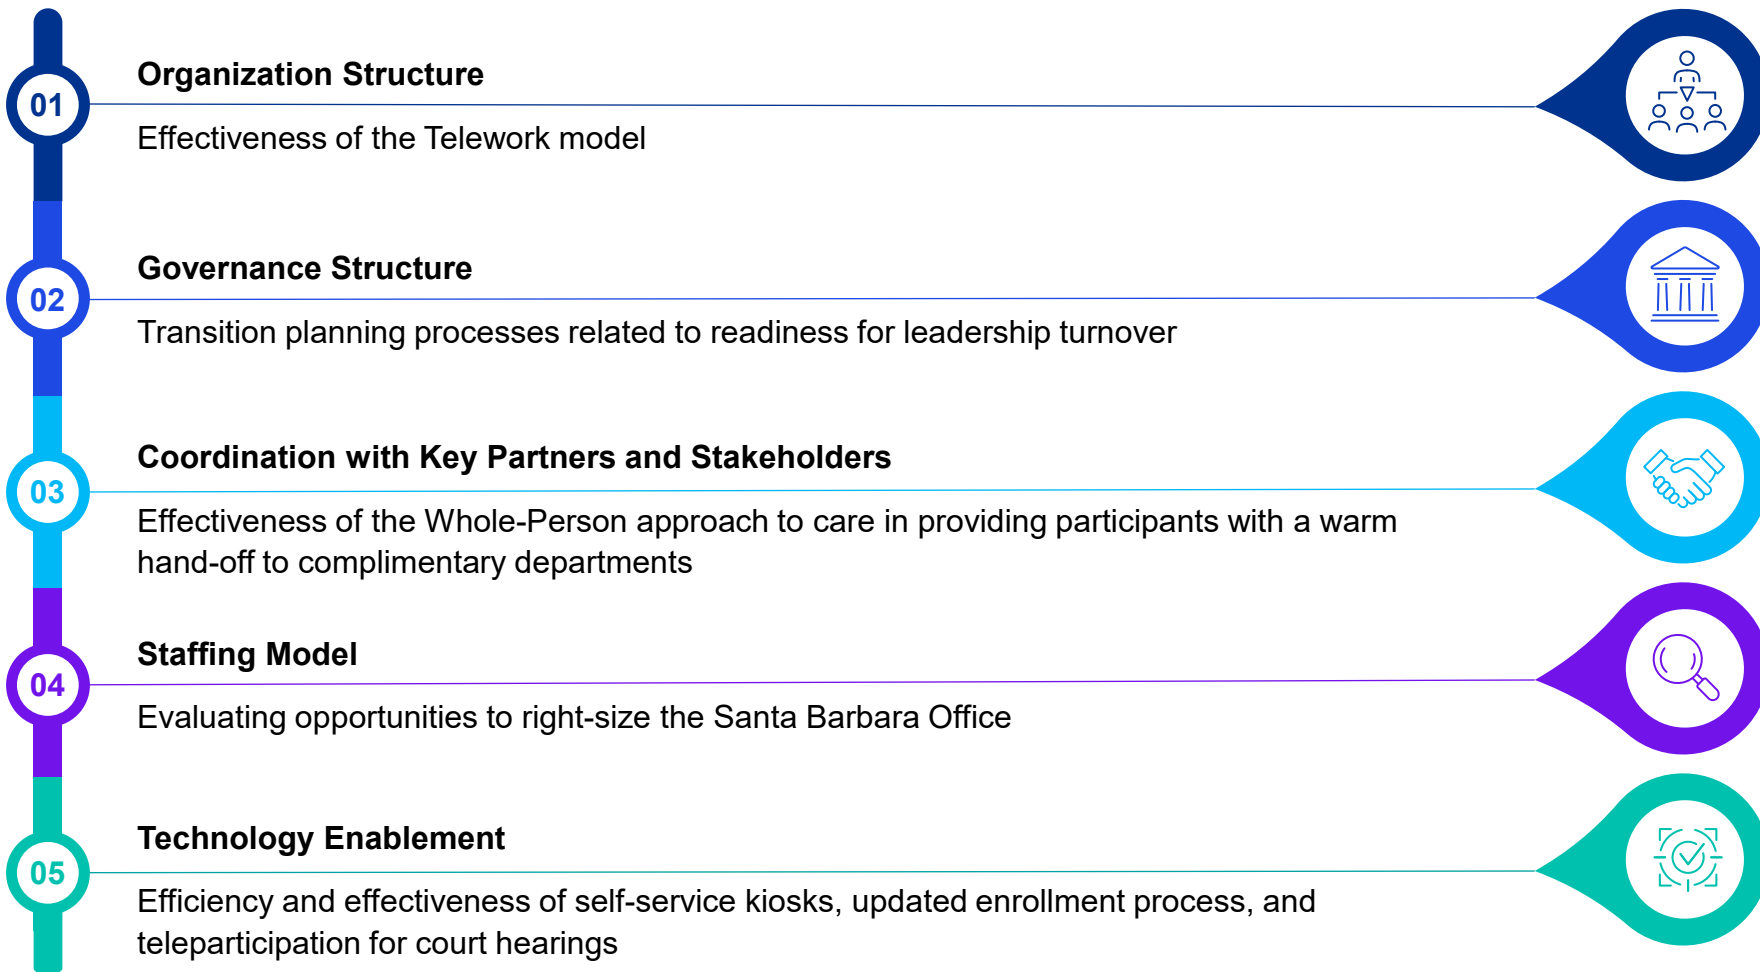 01
Organization Structure
Effectiveness of the Telework model
02
Governance Structure
Transition planning processes related to readiness for leadership turnover
03
Coordination with Key Partners and Stakeholders
Effectiveness of the Whole-Person approach to care in providing participants with a warm
hand-off to complimentary departments
04
Staffing Model
Evaluating opportunities to right-size the Santa Barbara Office
05
Technology Enablement
Efficiency and effectiveness of self-service kiosks, updated enrollment process, and
teleparticipation for court hearings